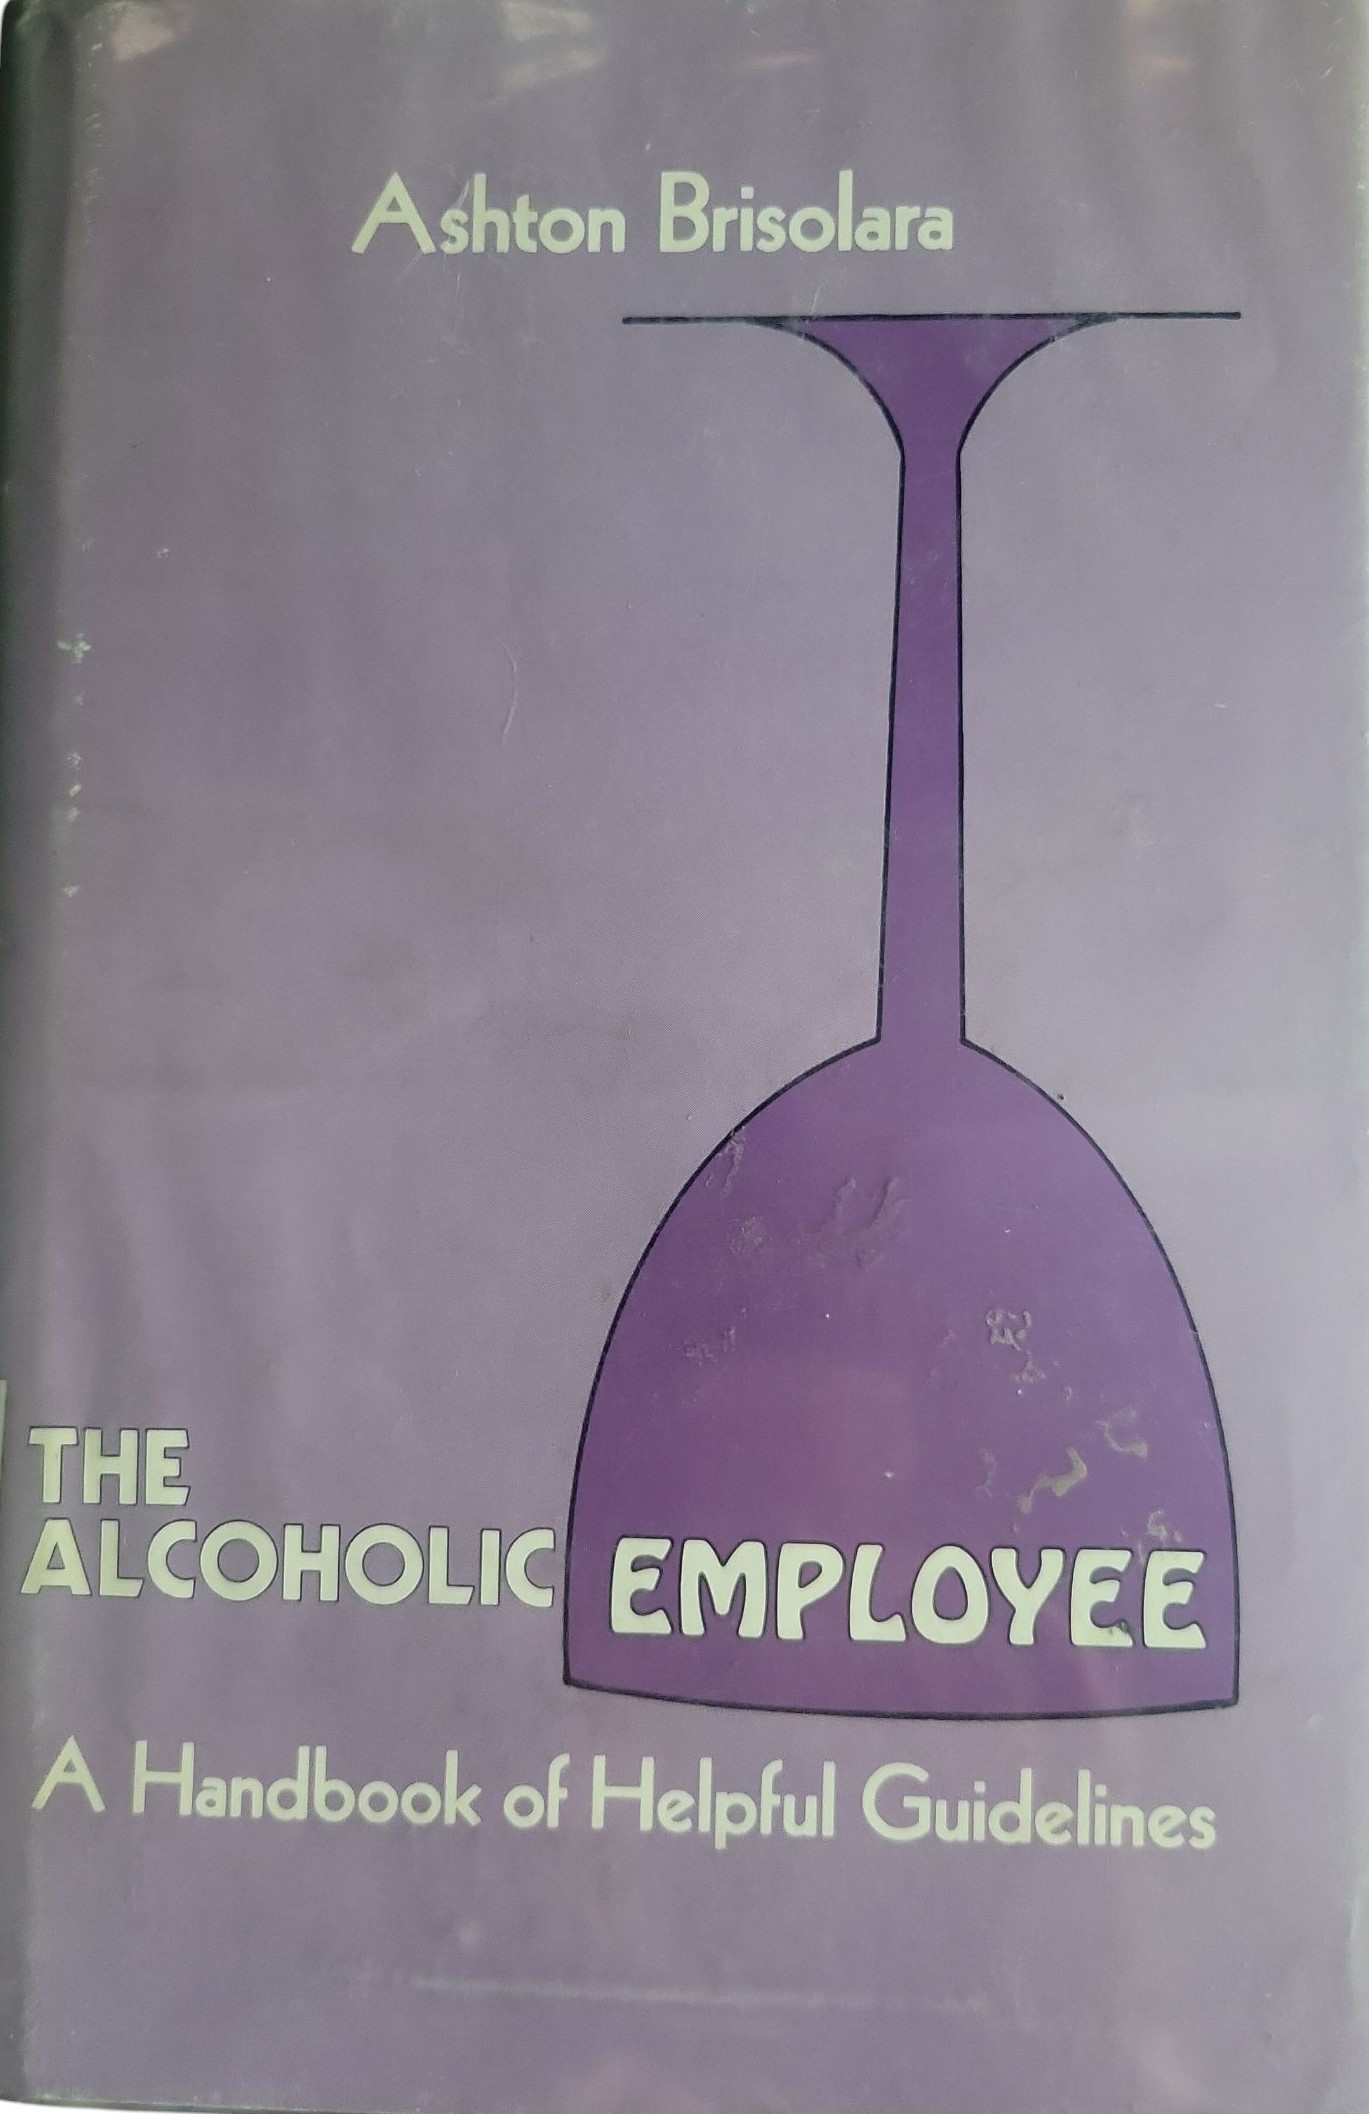 Ashton Brisolara
THE
ALCOHOLIC EMPLOYEE
A Handbook of Helpful Guidelines